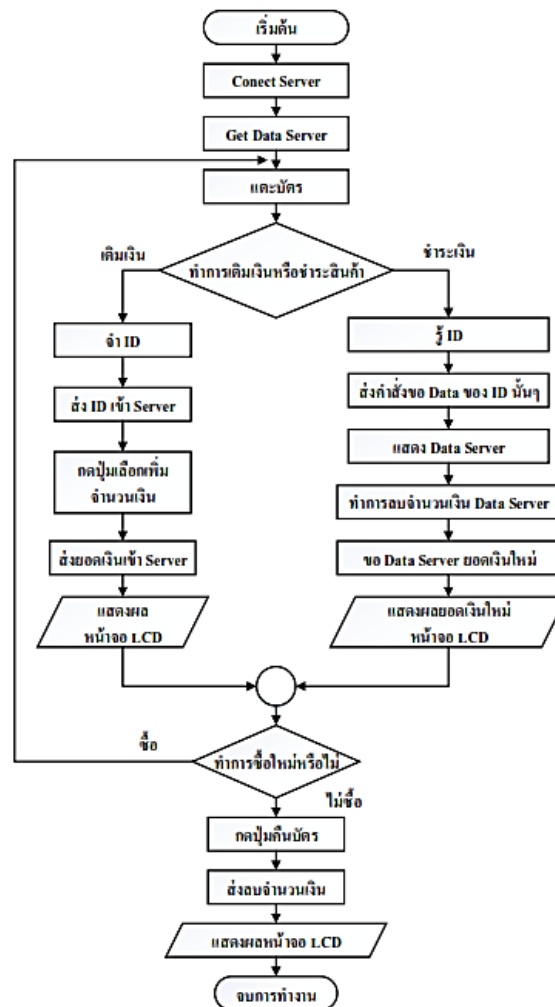 เริ่มต้น
Conect Server
Get Data Server
แตะบัตร
เติมเงิน
ทำการเติมเงินหรือชำระสินค้า
ชำระเงิน
จำ ID
ส่ง ID เข้า Server
กดปุ่มเลือกเพิ่ม
จำนวนเงิน
ส่งยอดเงินเข้า Server
แสดงผล
หน้าจอ LCD
รู้ ID
ส่งคำสั่งขอ Data ของ ID นั้นๆ
แสดง Data Server
ทำการลบจำนวนเงิน Data Server
ขอ Data Server ยอดเงินใหม่
แสดงผลยอดเงินใหม่
หน้าจอ LCD
ซื้อ
ทำการซื้อใหม่หรือไม่
ไม่ซื้อ
กดปุ่มคืนบัตร
ส่งลบจำนวนเงิน
แสดงผลหน้าจอ LCD
จบการทำงาน